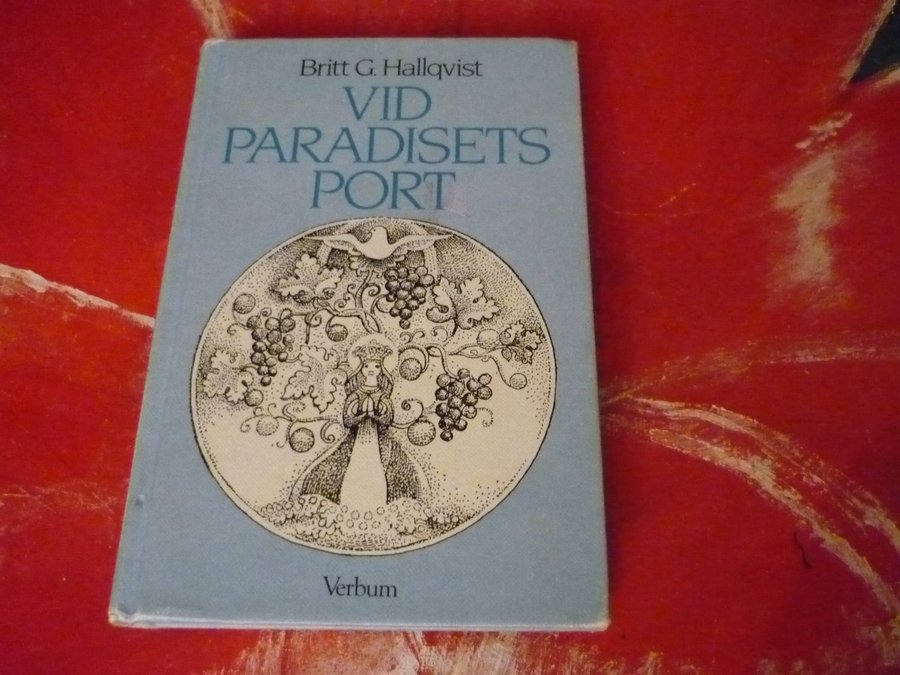 Britt G. Hallqvist
VID
PARADISETS
PORT
Verbum